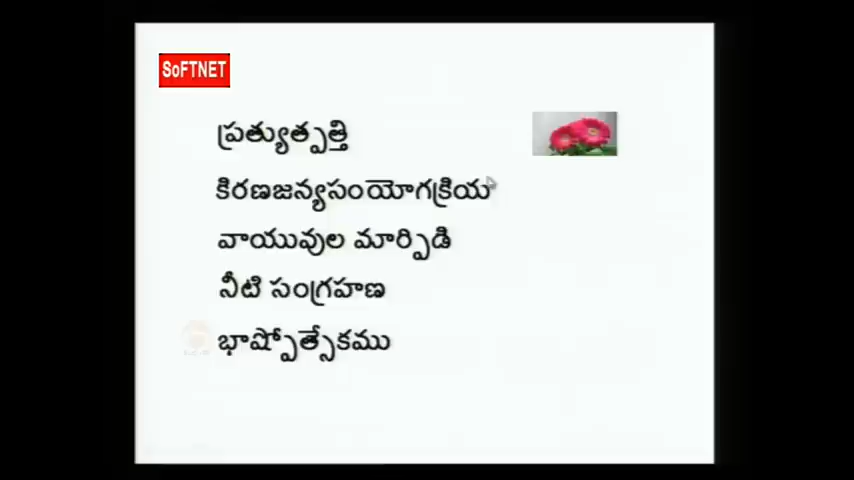 SoFTNET
ప్రత్యుత్పత్తి
కిరణజన్యసంయోగక్రియ
వాయువుల మార్పిడి
నీటి సంగ్రహణ
భాష్పోత్సేకము